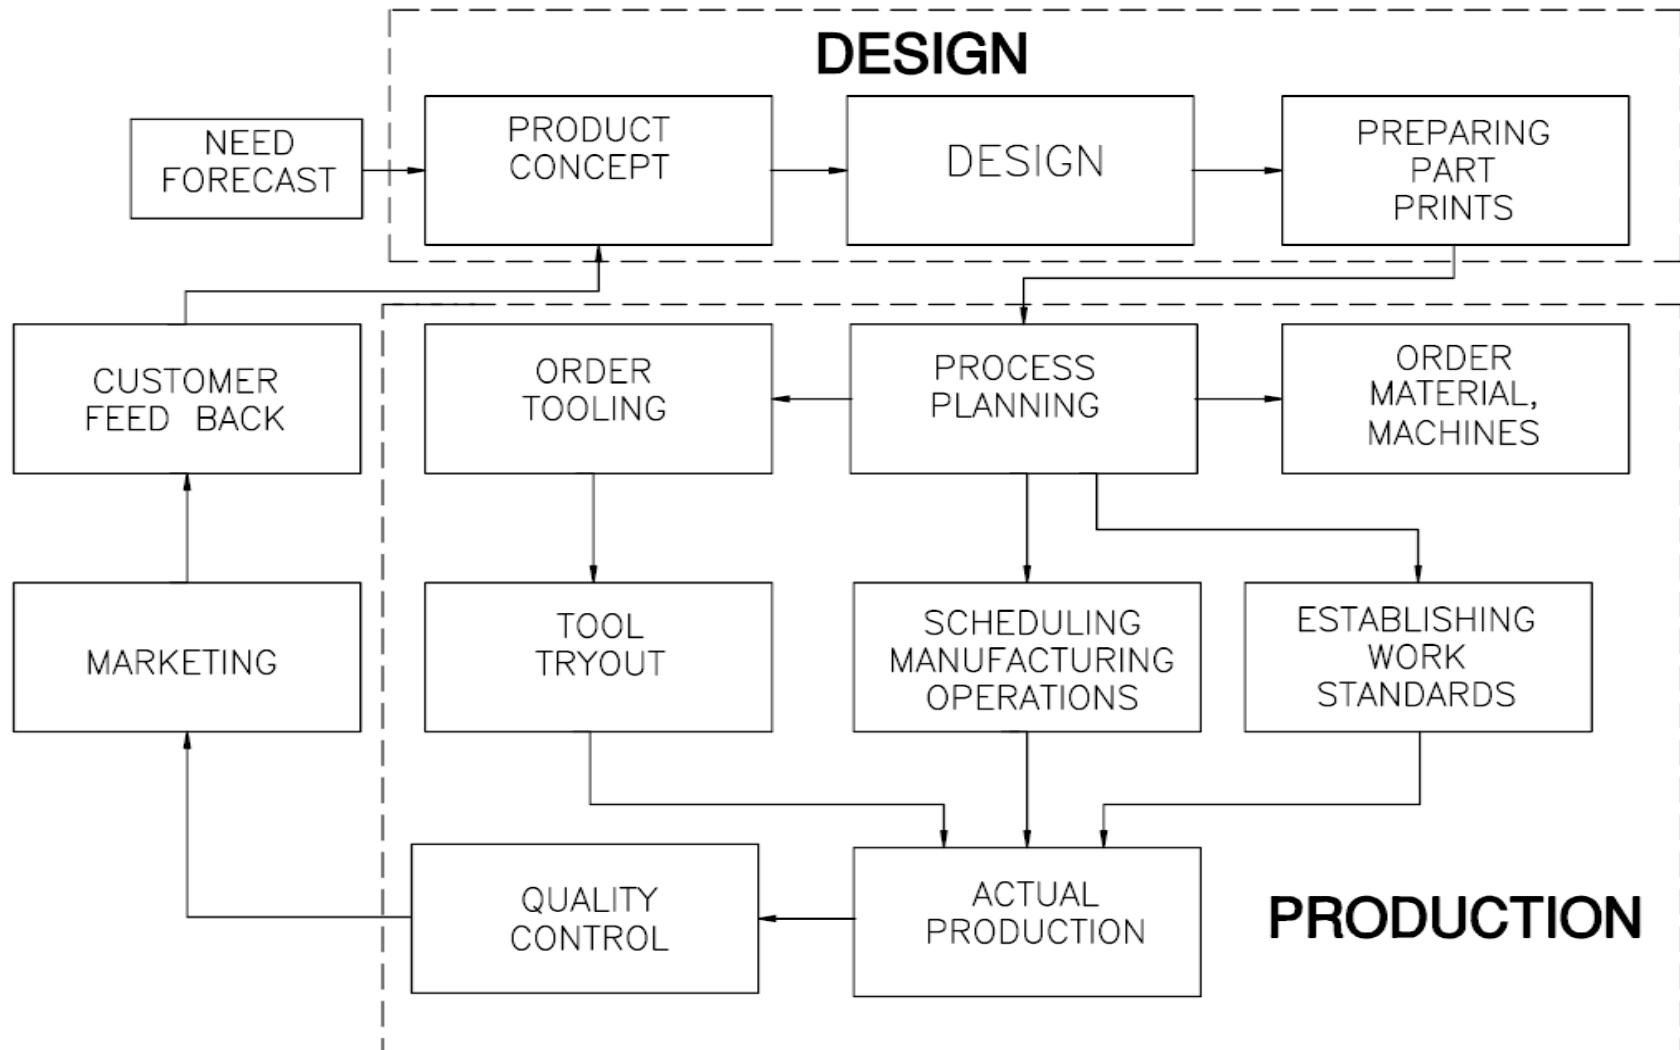 DESIGN
NEED
FORECAST
PRODUCT
CONCEPT
DESIGN
PREPARING
PART
PRINTS
CUSTOMER
FEED BACK
ORDER
TOOLING
PROCESS
PLANNING
ORDER
MATERIAL,
MACHINES
MARKETING
TOOL
TRYOUT
SCHEDULING
MANUFACTURING
OPERATIONS
ESTABLISHING
WORK
STANDARDS
QUALITY
CONTROL
ACTUAL
PRODUCTION
PRODUCTION